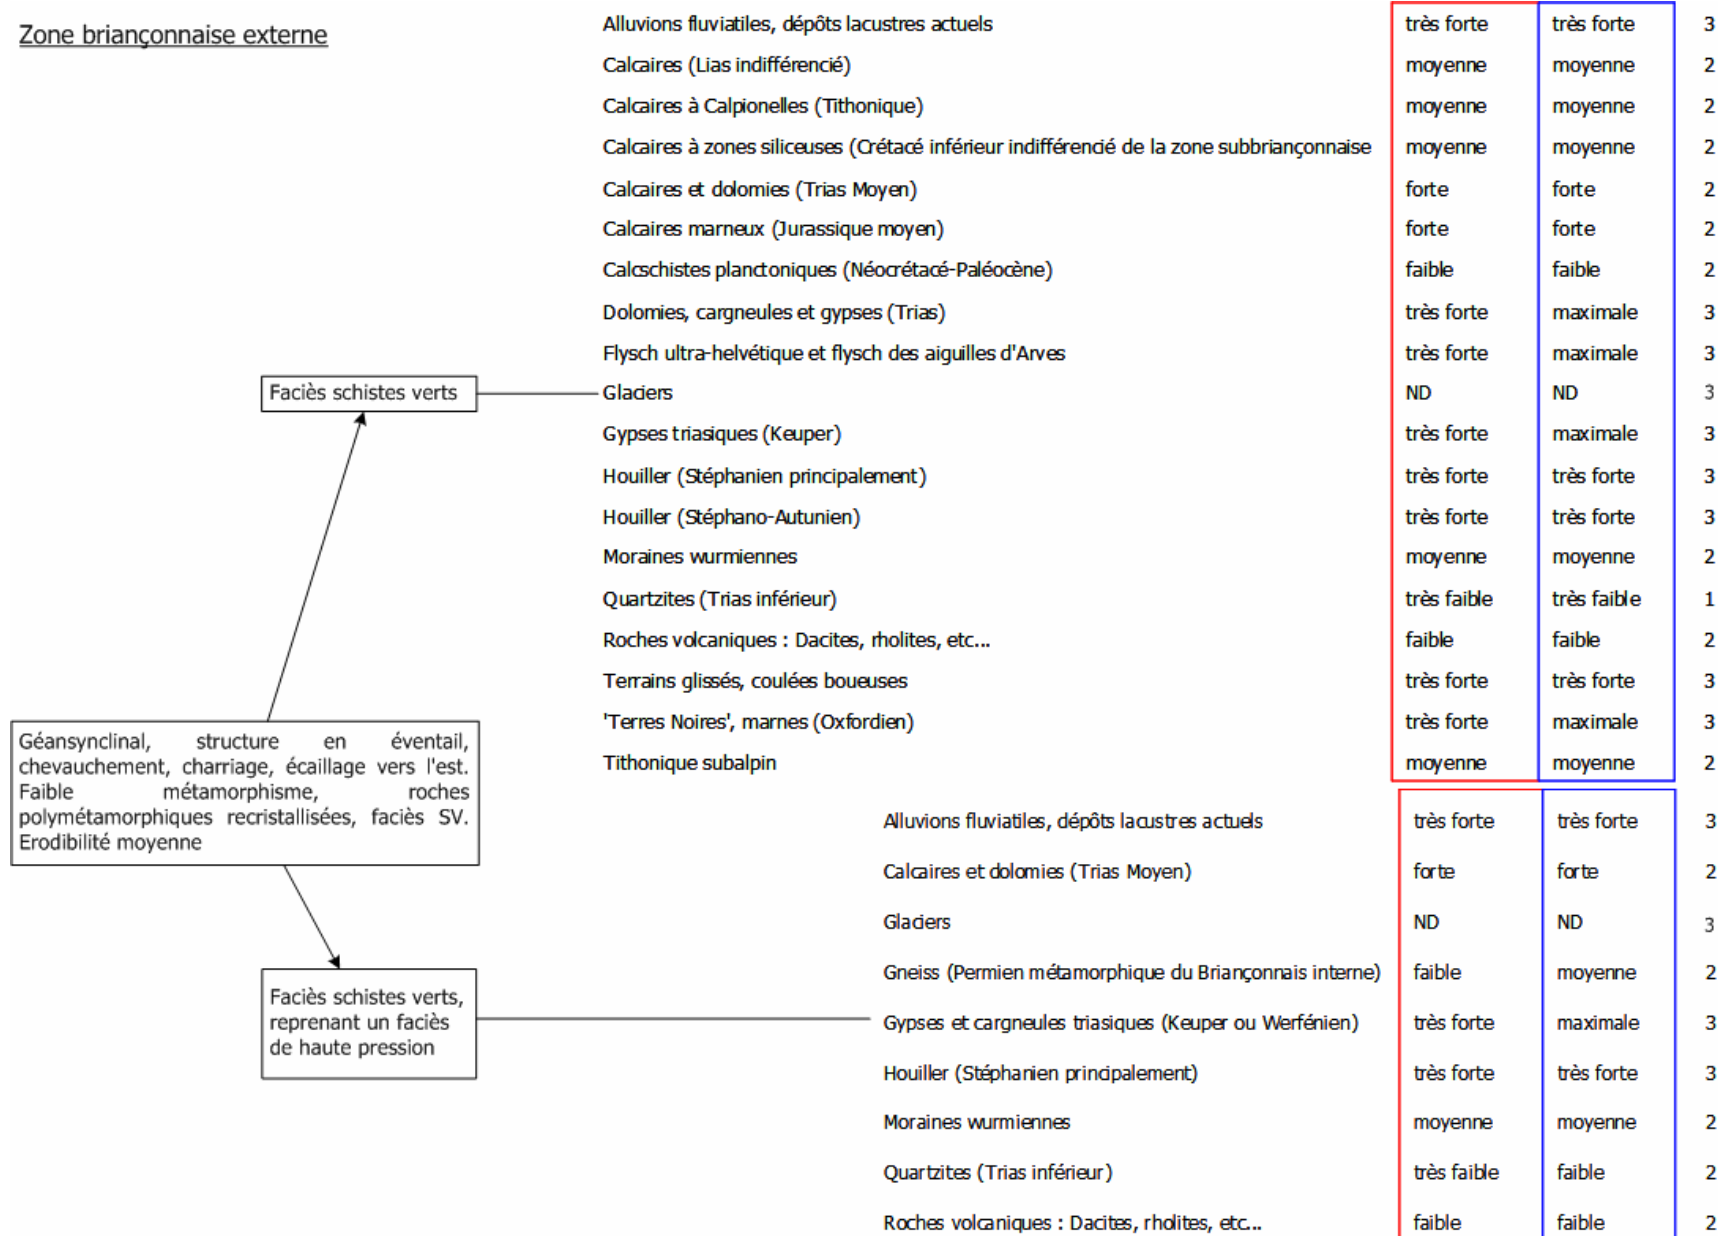 Zone briançonnaise externe
Alluvions fluviatiles, dépôts lacustres actuels très forte très forte 3
Calcaires (Lias indifférencié) moyenne moyenne 2
Calcaires à Calpionelles (Tithonique) moyenne moyenne 2
Calcaires à zones siliceuses (Crétacé inférieur indifférencié de la zone subbriançonnaise moyenne moyenne 2
Calcaires et dolomies (Trias Moyen) forte forte 2
Calcaires marneux (Jurassique moyen) forte forte 2
Calcschistes planctoniques (Néocrétacé-Paléocène) faible faible 2
Dolomies, cargneules et gypses (Trias) très forte maximale 3
Flysch ultra-helvétique et flysch des aiguilles d'Arves très forte maximale 3
Faciès schistes verts
Glaciers ND ND 3
Gypses triasiques (Keuper) très forte maximale 3
Houiller (Stéphanien principalement) très forte très forte 3
Houiller (Stéphano-Autunien) très forte très forte 3
Moraines wurmiennes moyenne moyenne 2
Quartzites (Trias inférieur) très faible très faible 1
Roches volcaniques : Dacites, rholites, etc... faible faible 2
Terrains glissés, coulées boueuses très forte très forte 3
'Terres Noires', marnes (Oxfordien) très forte maximale 3
Tithonique subalpin moyenne moyenne 2
Géansynclinal, structure en éventail,
chevauchement, charriage, écaillage vers l'est.
Faible métamorphisme, roches
polymétamorphiques recristallisées, faciès SV.
Erodibilité moyenne
Alluvions fluviatiles, dépôts lacustres actuels très forte très forte 3
Calcaires et dolomies (Trias Moyen) forte forte 2
Glaciers ND ND 3
Gneiss (Permien métamorphique du Briançonnais interne) faible moyenne 2
Faciès schistes verts,
reprenant un faciès
de haute pression
Gypses et cargneules triasiques (Keuper ou Werfénien) très forte maximale 3
Houiller (Stéphanien principalement) très forte très forte 3
Moraines wurmiennes moyenne moyenne 2
Quartzites (Trias inférieur) très faible faible 2
Roches volcaniques : Dacites, rholites, etc... faible faible 2